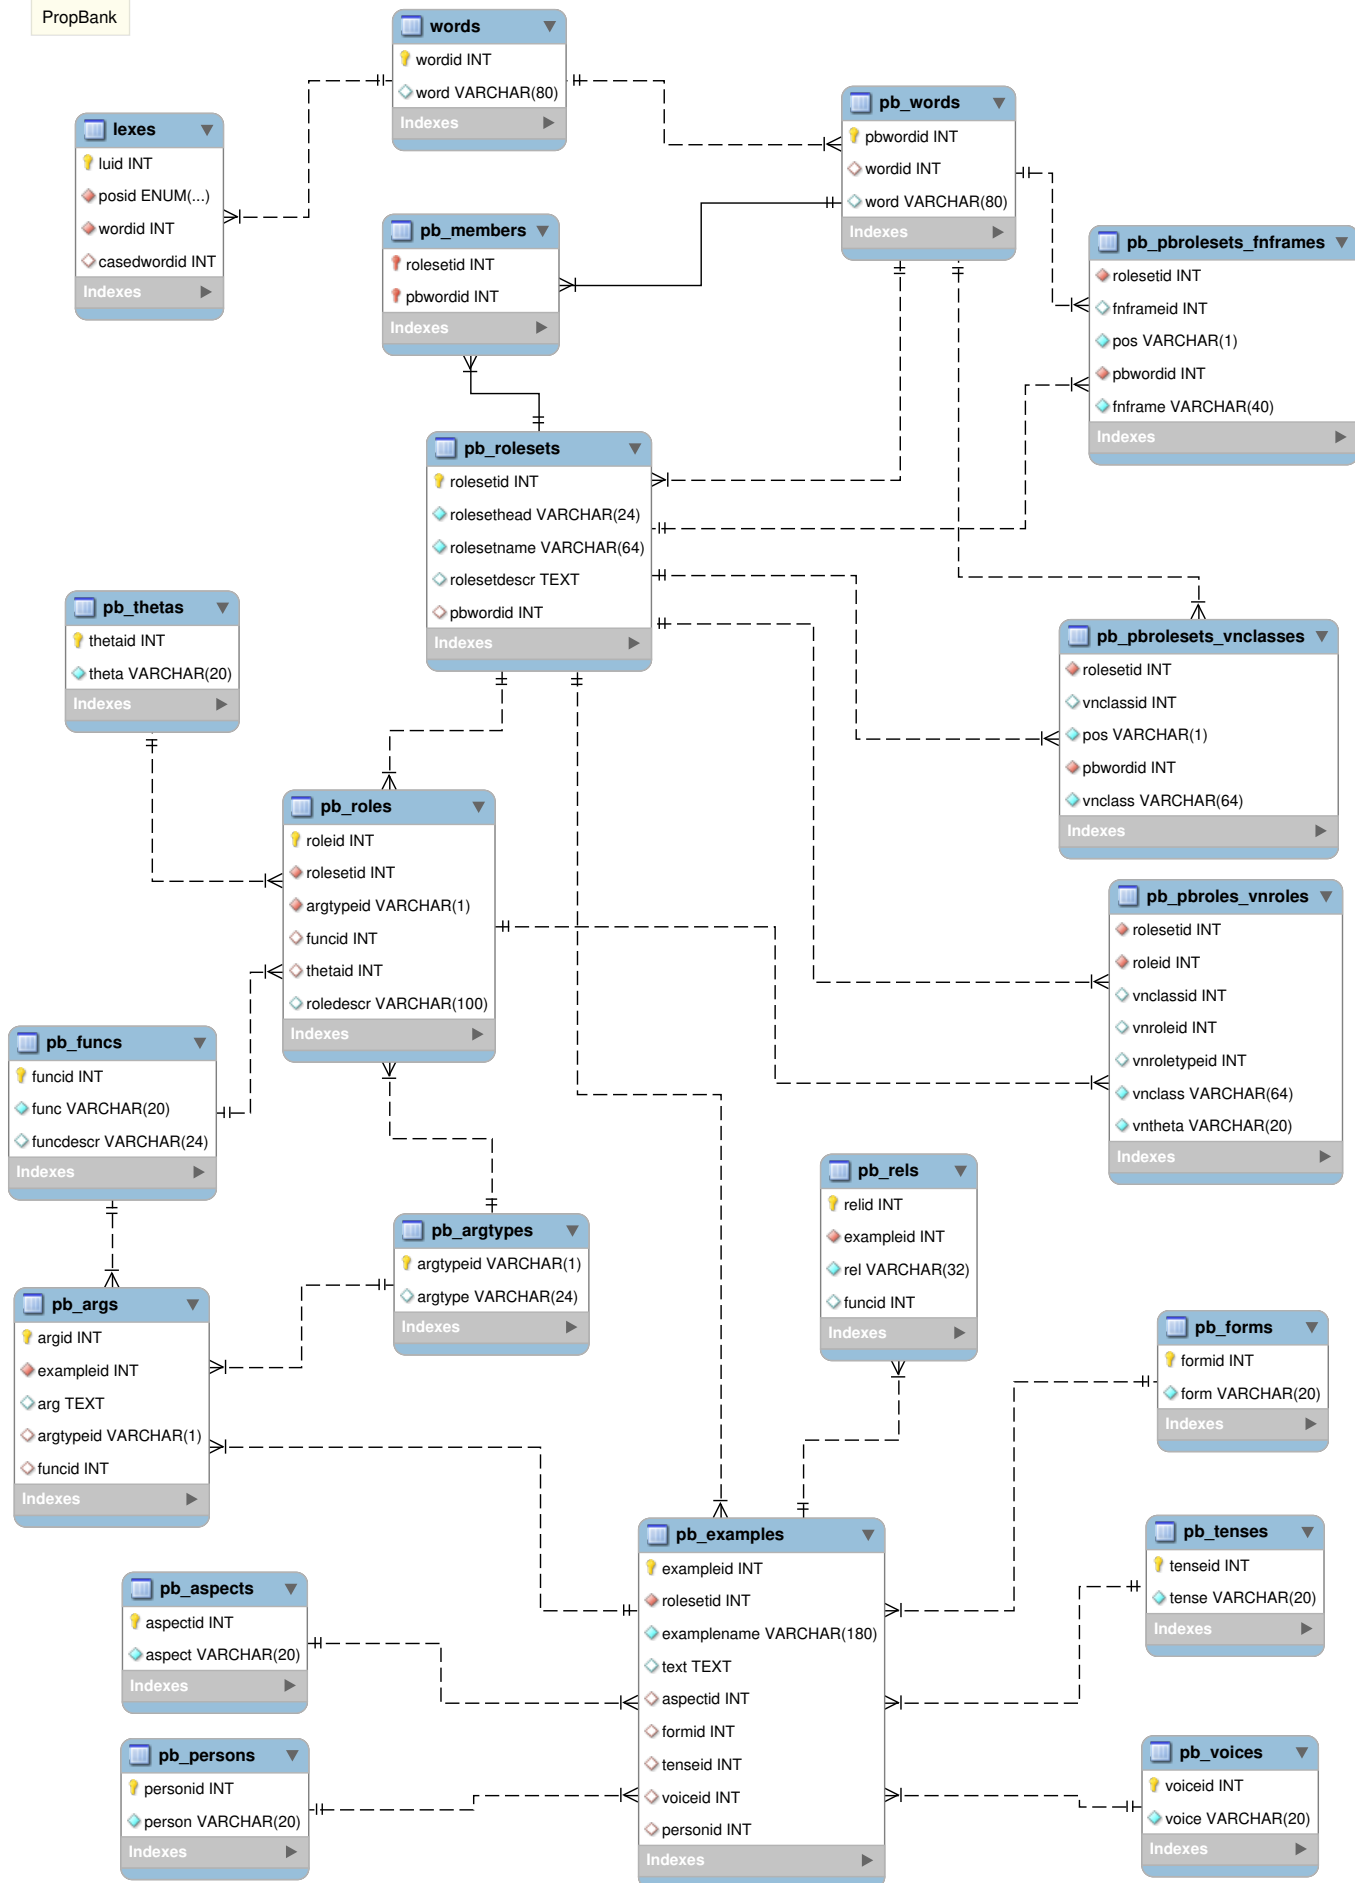 PropBank
words
wordid INT
word VARCHAR(80)
Indexes
lexes
luid INT
posid ENUM(...)
wordid INT
casedwordid INT
Indexes
pb_words
pbwordid INT
wordid INT
word VARCHAR(80)
Indexes
pb_members
rolesetid INT
pbwordid INT
Indexes
pb_pbrolesets_fnframes
rolesetid INT
fnframeid INT
pos VARCHAR(1)
pbwordid INT
fnframe VARCHAR(40)
Indexes
pb_rolesets
rolesetid INT
rolesethead VARCHAR(24)
rolesetname VARCHAR(64)
rolesetdescr TEXT
pbwordid INT
Indexes
pb_thetas
thetaid INT
theta VARCHAR(20)
Indexes
pb_pbrolesets_vnclasses
rolesetid INT
vnclassid INT
pos VARCHAR(1)
pbwordid INT
vnclass VARCHAR(64)
Indexes
pb_roles
roleid INT
rolesetid INT
argtypeid VARCHAR(1)
funcid INT
thetaid INT
roledescr VARCHAR(100)
Indexes
pb_pbroles_vnroles
rolesetid INT
roleid INT
vnclassid INT
vnroleid INT
vnroletypeid INT
vnclass VARCHAR(64)
vntheta VARCHAR(20)
Indexes
pb_funcs
funcid INT
func VARCHAR(20)
funcdescr VARCHAR(24)
Indexes
pb_rels
relid INT
exampleid INT
rel VARCHAR(32)
funcid INT
Indexes
pb_argtypes
argtypeid VARCHAR(1)
argtype VARCHAR(24)
Indexes
pb_args
argid INT
exampleid INT
arg TEXT
argtypeid VARCHAR(1)
funcid INT
Indexes
pb_forms
formid INT
form VARCHAR(20)
Indexes
pb_examples
exampleid INT
rolesetid INT
examplename VARCHAR(180)
text TEXT
aspectid INT
formid INT
tenseid INT
voiceid INT
personid INT
Indexes
pb_tenses
tenseid INT
tense VARCHAR(20)
Indexes
pb_aspects
aspectid INT
aspect VARCHAR(20)
Indexes
pb_persons
personid INT
person VARCHAR(20)
Indexes
pb_voices
voiceid INT
voice VARCHAR(20)
Indexes